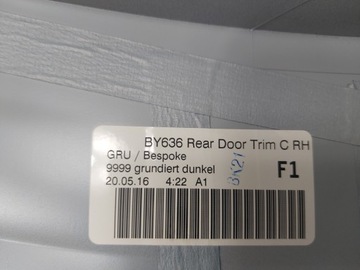 BY636 Rear Door Trim C RH
GRU / Bespoke
9999 grundiert dunkel
20.05.16 4:22 A1
F1